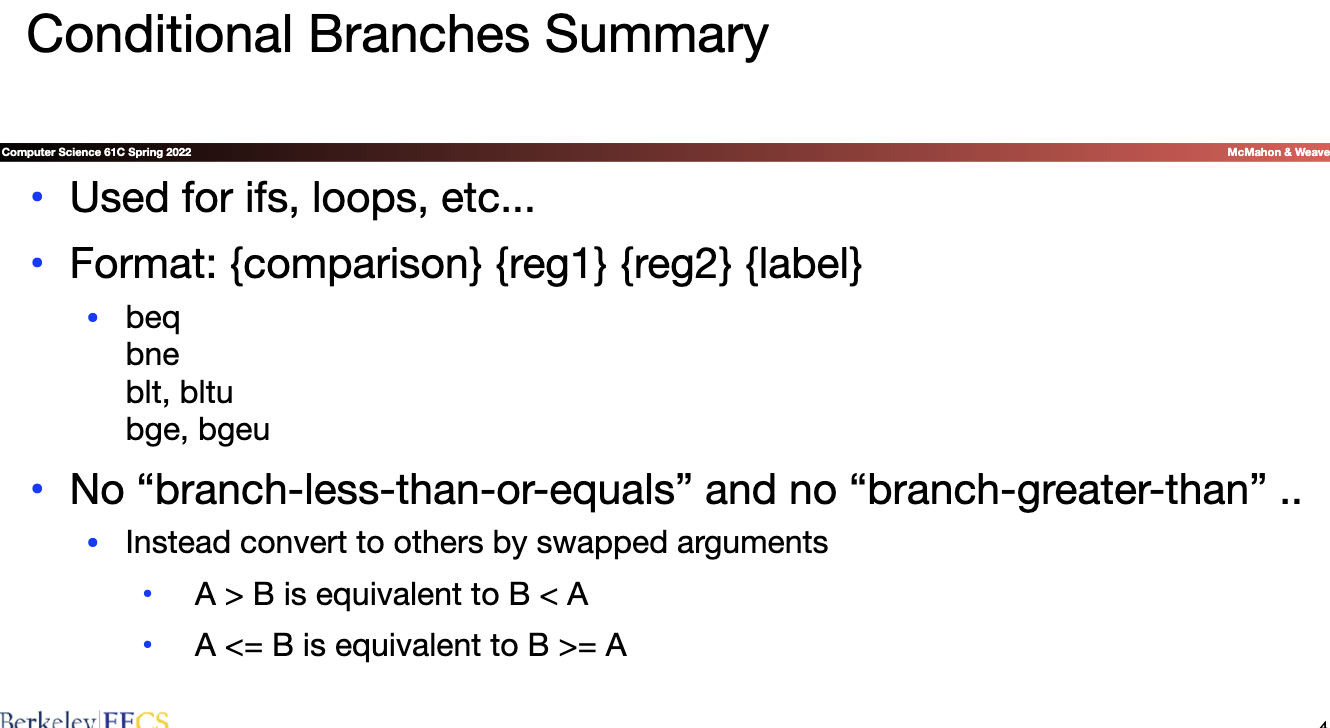 Conditional Branches Summary
Computer Science 61C Spring 2022
McMahon & Weave
• Used for ifs, loops, etc...
• Format: {comparison} {reg1} {reg2} {label}
• beq
bne
blt, bltu
bge, bgeu
• No “branch-less-than-or-equals” and no “branch-greater-than” ..
• Instead convert to others by swapped arguments
• A > B is equivalent to B < A
• A <= B is equivalent to B >= A
Berkeley EECS